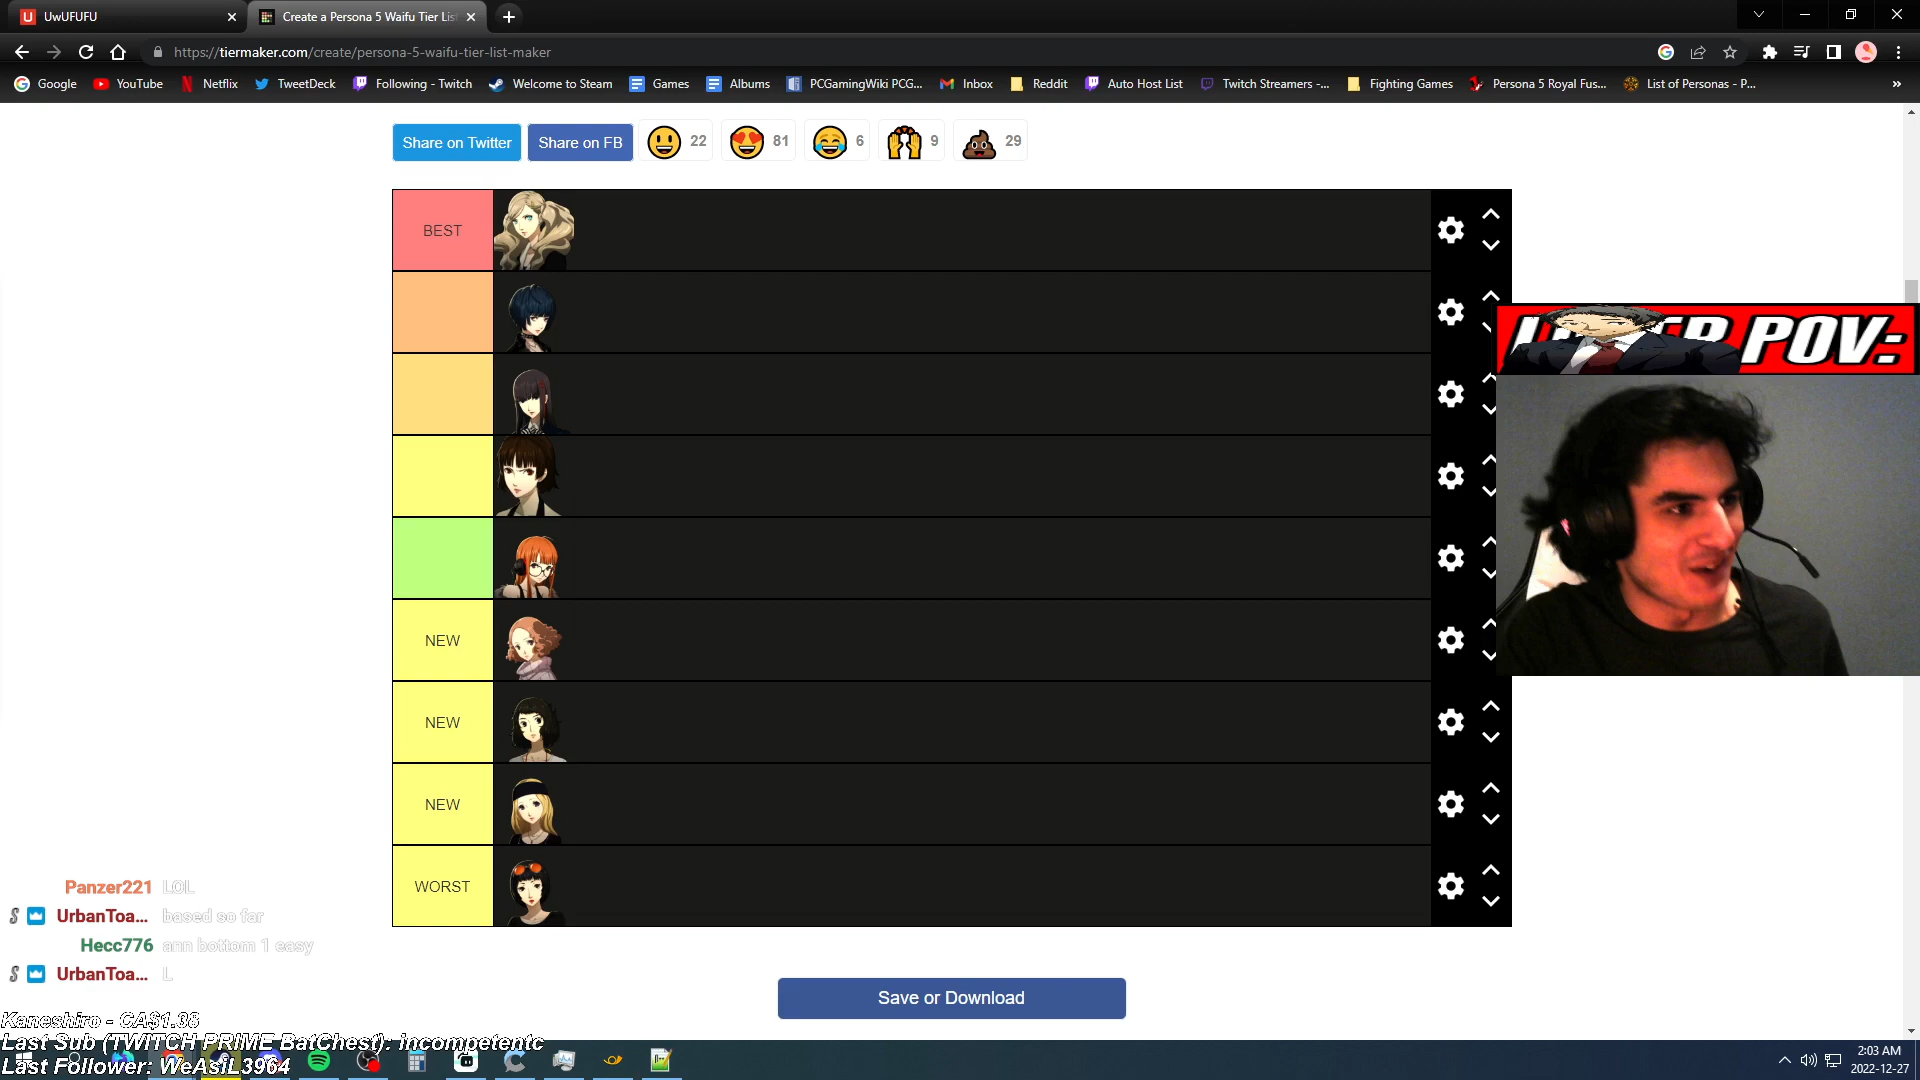 UwUFUFU
Create a Persona 5 Waifu Tier Lis
https://tiermaker.com/create/persona-5-waifu-tier-list-maker
Google YouTube Netflix TweetDeck Following - Twitch Welcome to Steam Games Albums PCGamingWiki PCG... Inbox Reddit Auto Host List Twitch Streamers -... Fighting Games Persona 5 Royal Fus... List of Personas - P... »
Share on Twitter Share on FB 22 81 6 9 29
BEST
POV:
NEW
NEW
NEW
WORST
Panzer221 LOL
UrbanToa... based so far
Hecc776 ann bottom 1 easy
UrbanToa... L
Save or Download
Kaneshiro - CA$1.38
Last Sub (TWITCH PRIME BatChest): incompetentc
Last Follower: WeAsiL3964
2:03 AM
2022-12-27